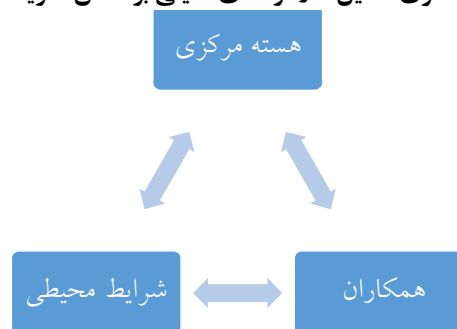 هسته مرکزی
شرایط محیطی
همکاران